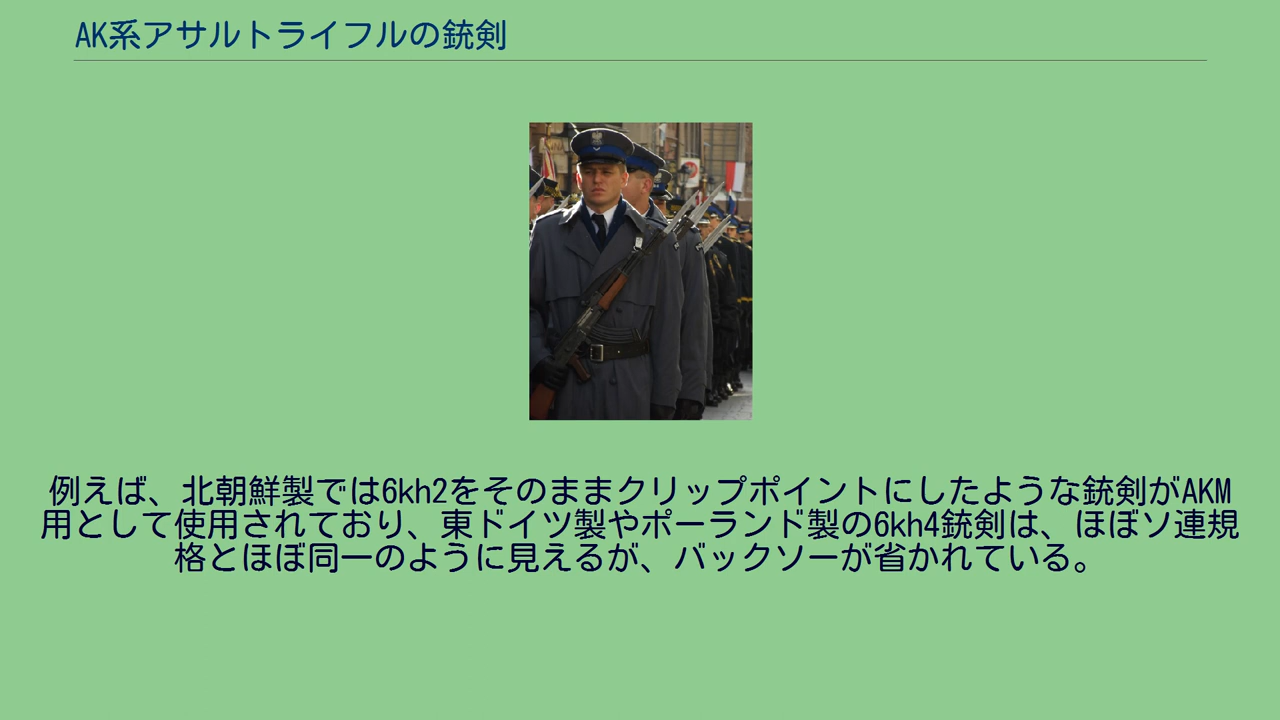 AK系アサルトライフルの銃剣
例えば、北朝鮮製では6kh2をそのままクリップポイントにしたような銃剣がAKM
用として使用されており、東ドイツ製やポーランド製の6kh4銃剣は、ほぼソ連規
格とほぼ同一のように見えるが、バックソーが省かれている。